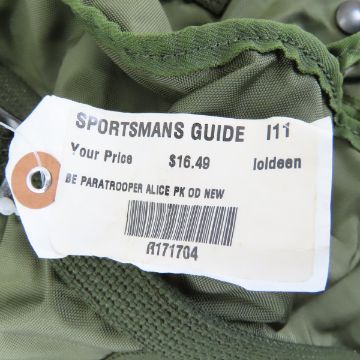 SPORTSMANS GUIDE I11
Your Price $16.49 loldeen
BE PARATROOPER ALICE PK OD NEW
A171704